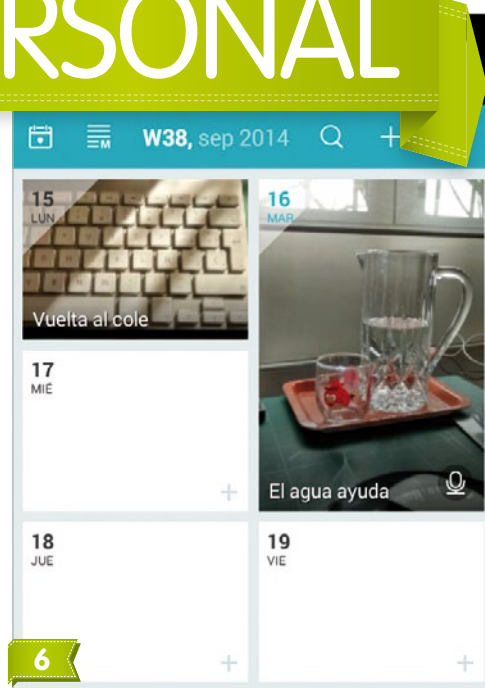 RSONAL
W38, sep 2014
M
15
LUN
Vuelta al cole
16
MAR
El agua ayuda
17
MIÉ
18
JUE
19
VIE
6